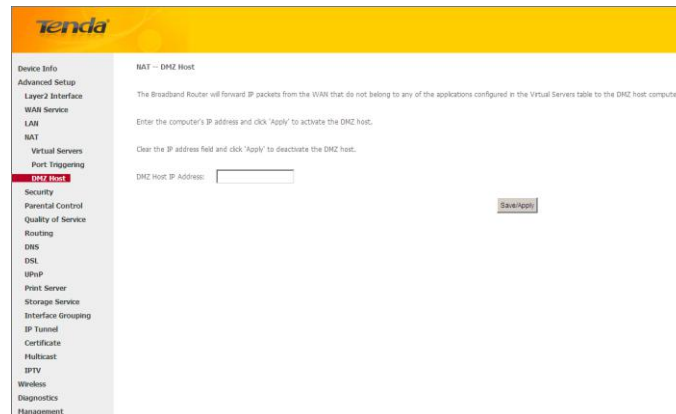 Tenda
Device Info
Advanced Setup
Layer2 Interface
WAN Service
LAN
NAT
Virtual Servers
Port Triggering
DMZ Host
Security
Parental Control
Quality of Service
Routing
DNS
DSL
UPnP
Print Server
Storage Service
Interface Grouping
IP Tunnel
Certificate
Multicast
IPTV
Wireless
Diagnostics
Management
NAT -- DMZ Host
The Broadband Router will forward IP packets from the WAN that do not belong to any of the applications configured in the Virtual Servers table to the DMZ host compute
Enter the computer's IP address and click 'Apply' to activate the DMZ host.
Clear the IP address field and click 'Apply' to deactivate the DMZ host.
DMZ Host IP Address:
Save/Apply